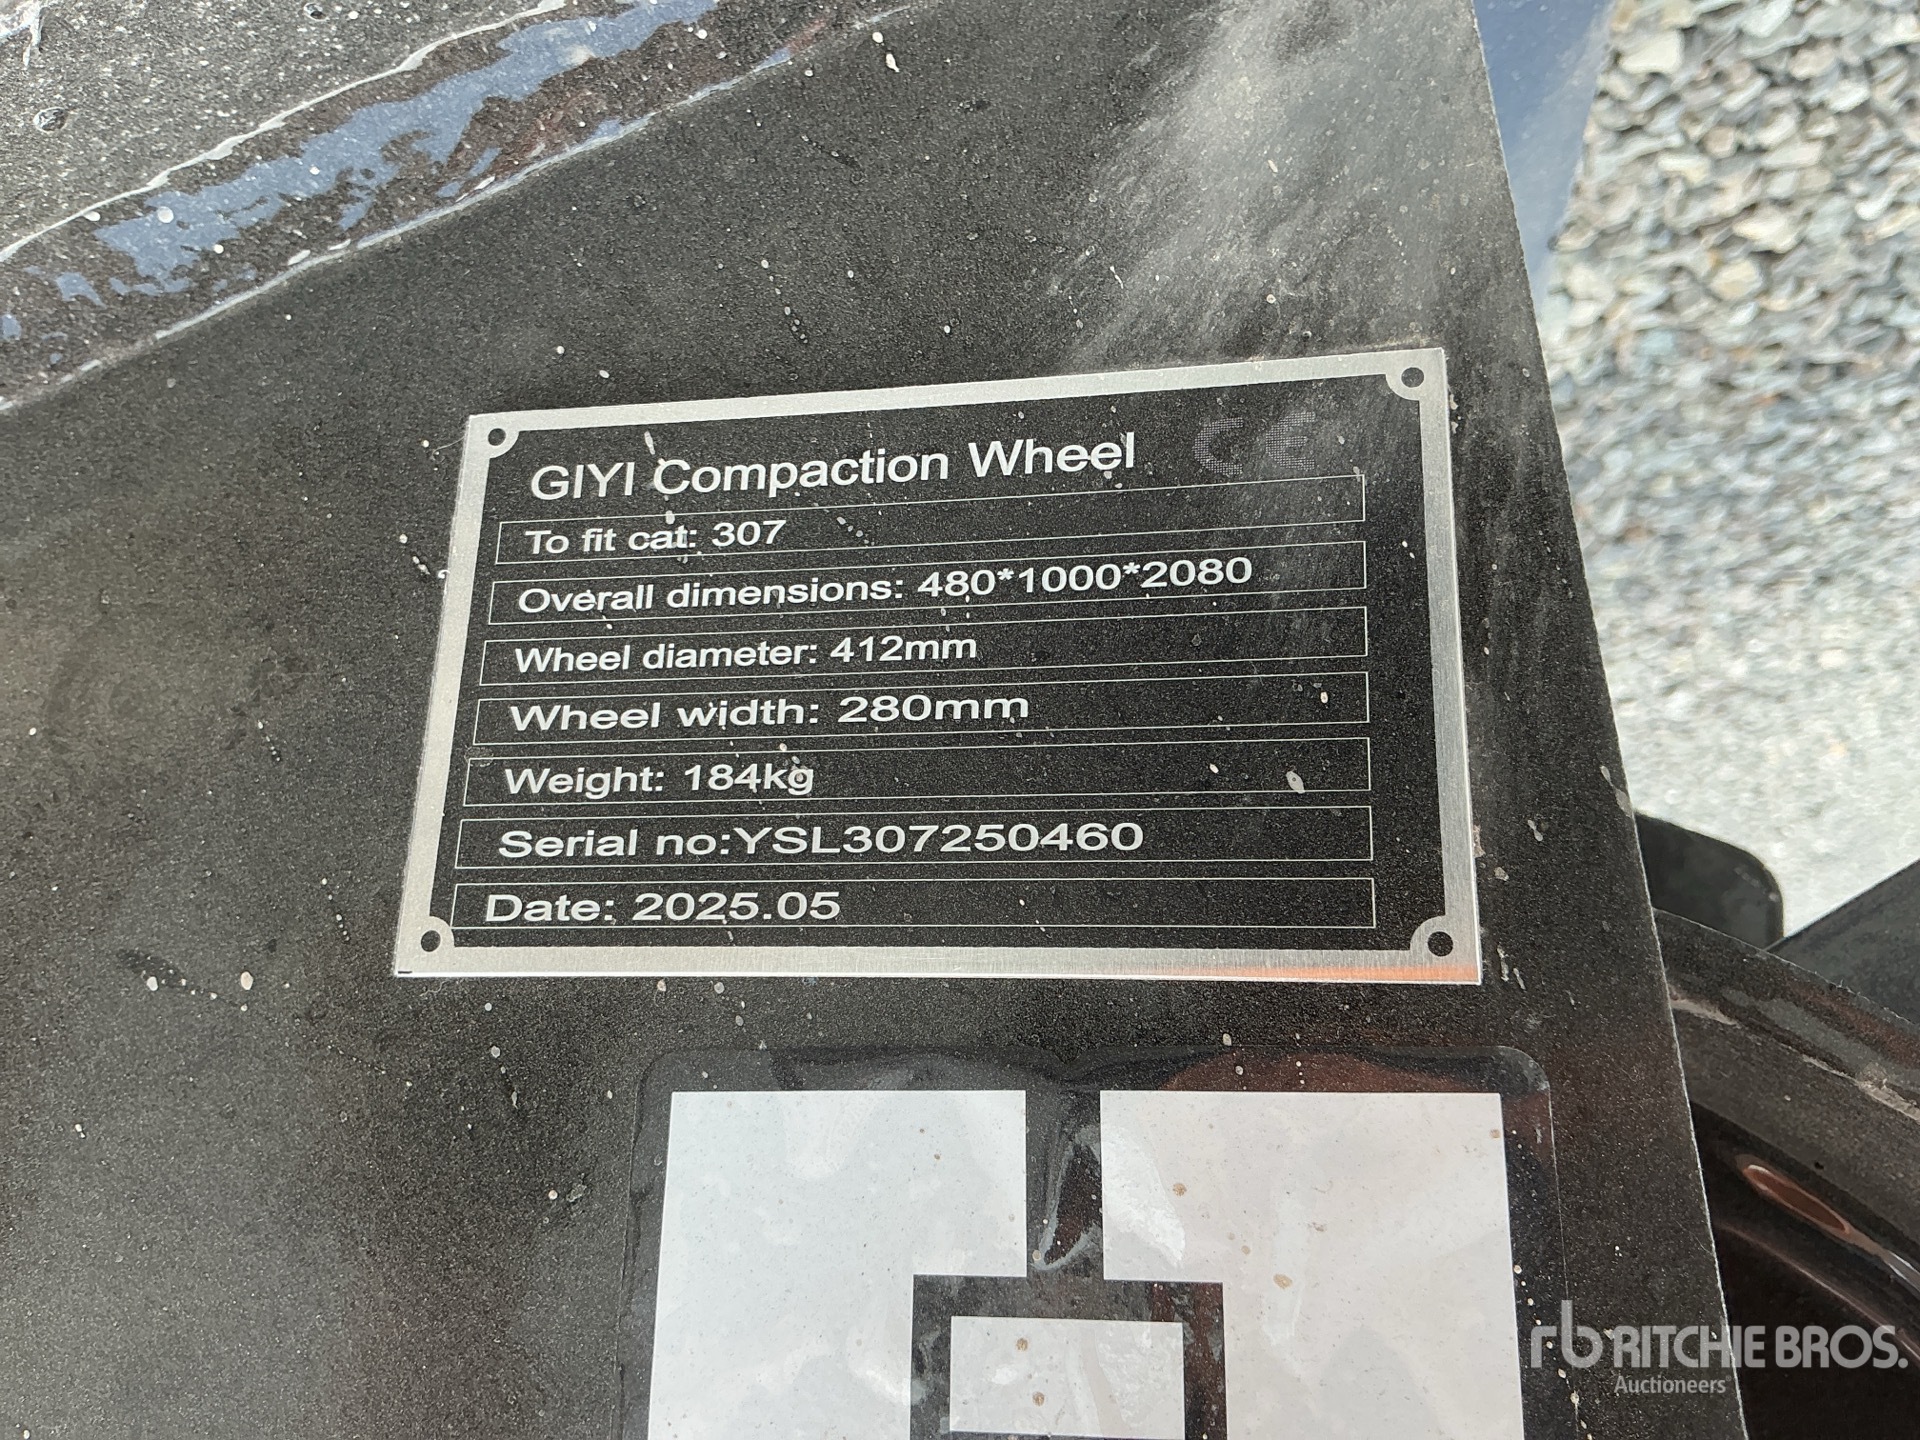 GIYI Compaction Wheel CE
To fit cat: 307
Overall dimensions: 480*1000*2080
Wheel diameter: 412mm
Wheel width: 280mm
Weight: 184kg
Serial no:YSL307250460
Date: 2025.05
rb RITCHIE BROS.
Auctioneers